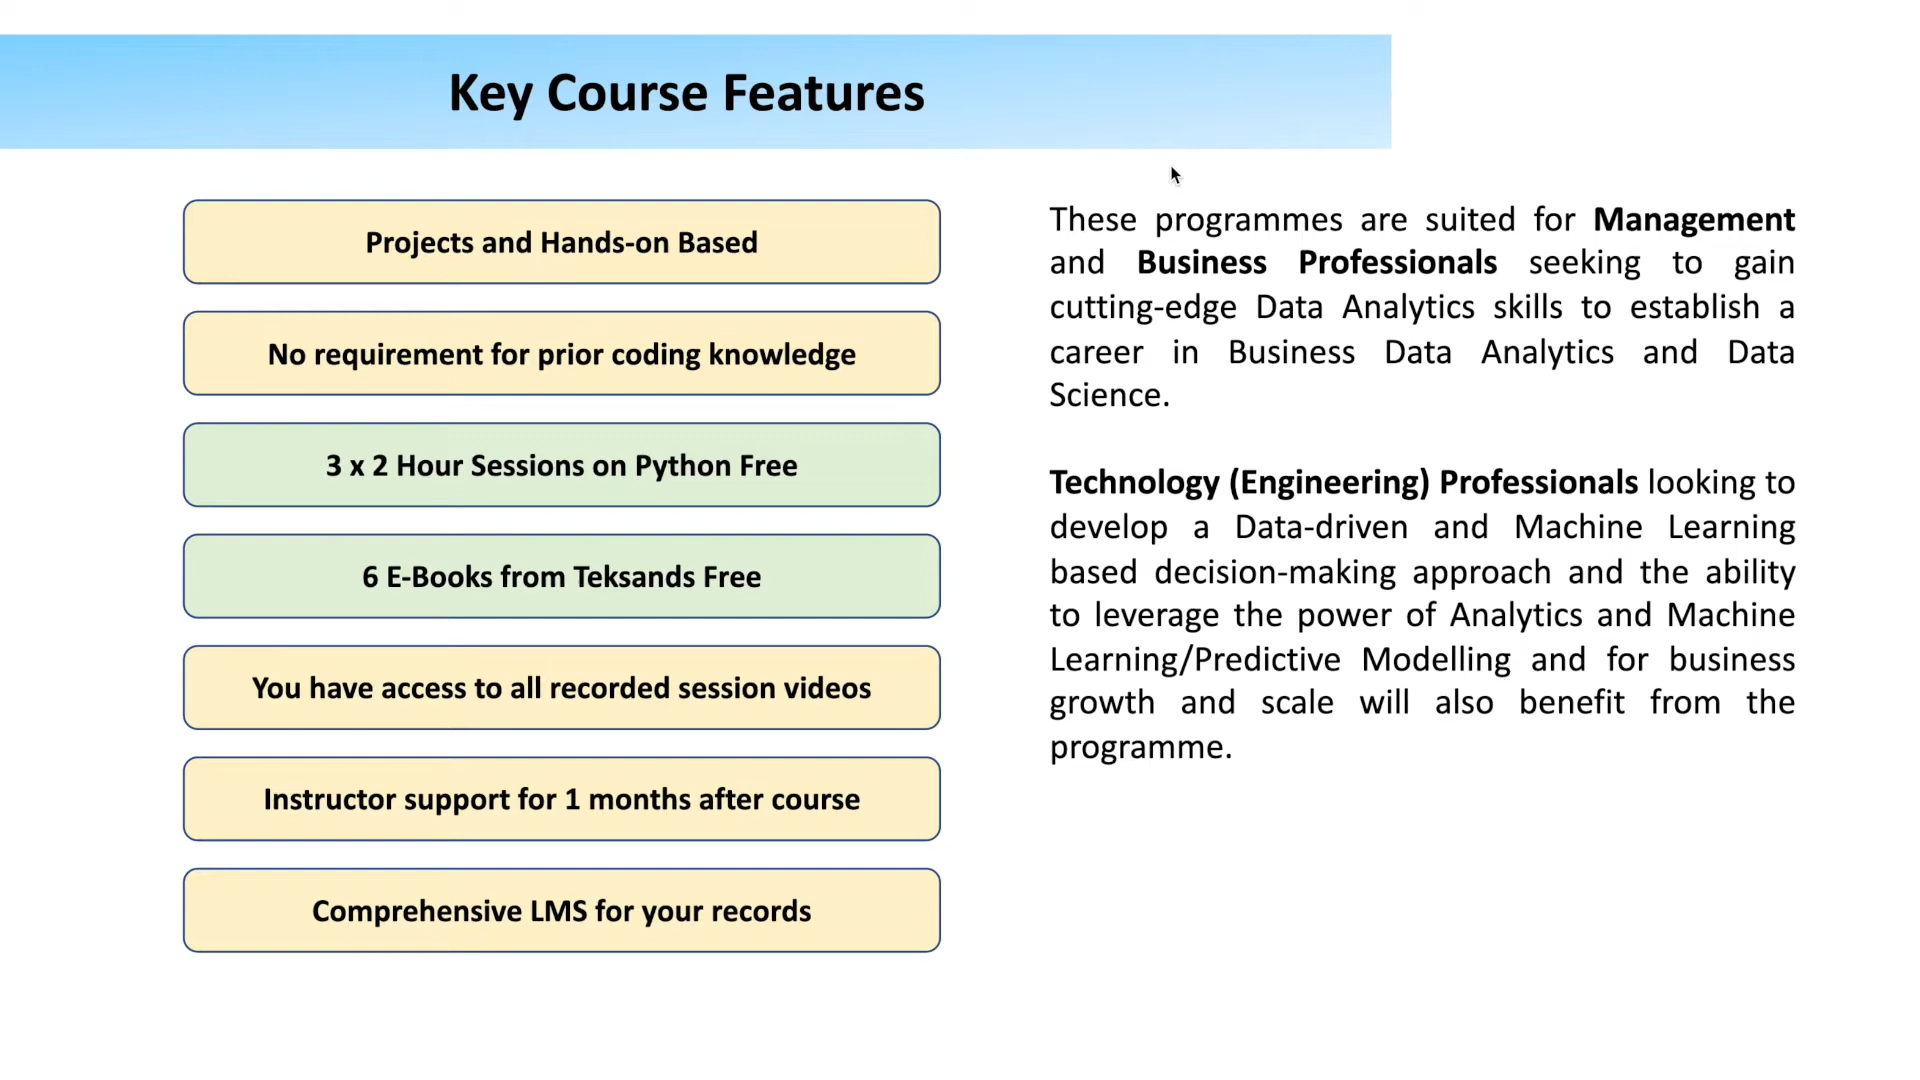 Key Course Features
Projects and Hands-on Based
No requirement for prior coding knowledge
3 x 2 Hour Sessions on Python Free
6 E-Books from Teksands Free
You have access to all recorded session videos
Instructor support for 1 months after course
Comprehensive LMS for your records
These programmes are suited for Management
and Business Professionals seeking to gain
cutting-edge Data Analytics skills to establish a
career in Business Data Analytics and Data
Science.
Technology (Engineering) Professionals looking to
develop a Data-driven and Machine Learning
based decision-making approach and the ability
to leverage the power of Analytics and Machine
Learning/Predictive Modelling and for business
growth and scale will also benefit from the
programme.